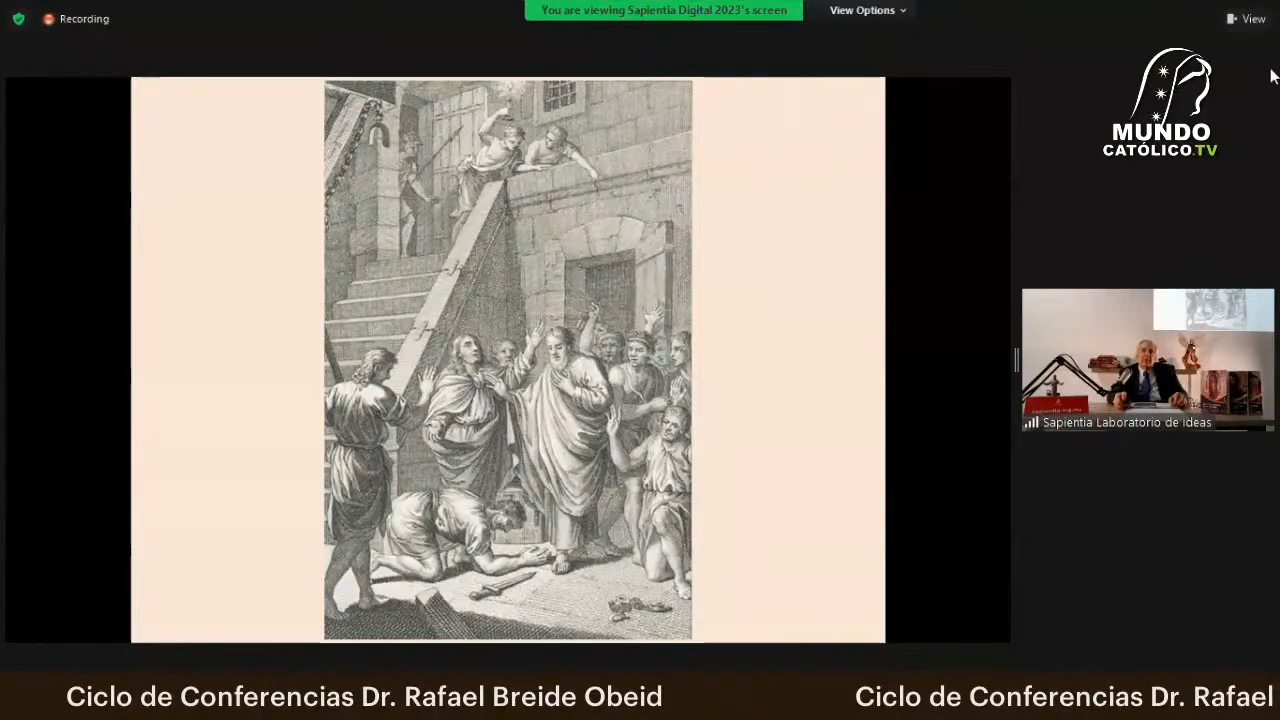 Recording
You are viewing Sapientia Digital 2023's screen
View Options
View
MUNDO
CATÓLICO.TV
Sapientia Laboratorio de Ideas
Ciclo de Conferencias Dr. Rafael Breide Obeid
Ciclo de Conferencias Dr. Rafael